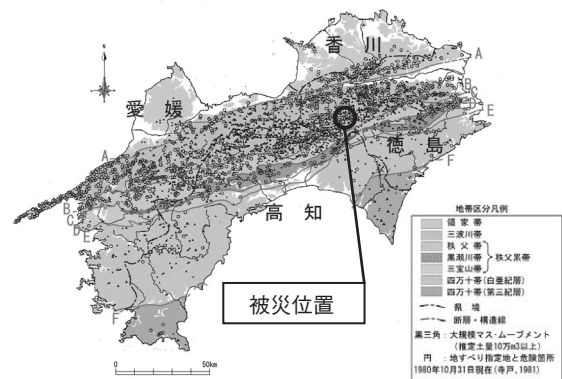 N
香川
愛媛
徳島
高知
A
B
C
D
E
F
A
B
C
D
E
F
被災位置
0
50km
地帯区分凡例
領家帯
三波川帯
秩父帯
黒瀬川帯
三宝山帯
秩父累帯
四万十帯(白亜紀層)
四万十帯(第三紀層)
県境
断層・構造線
黒三角:大規模マス・ムーブメント
(推定土量10万m3以上)
円:地すべり指定地と危険箇所
1980年10月31日現在(寺戸,1981)